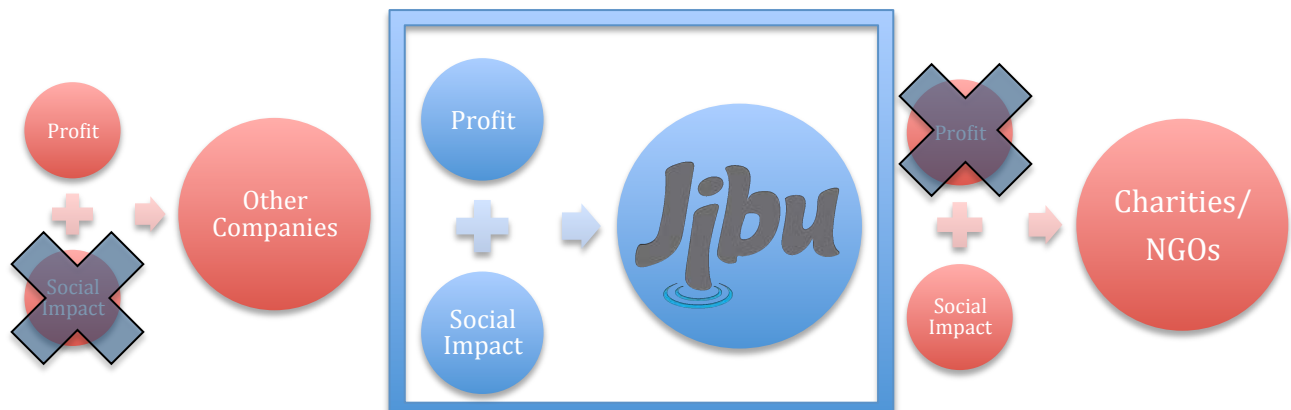 Profit
Social
Impact
Other
Companies
Profit
Social
Impact
Jibu
Profit
Social
Impact
Charities/
NGOs